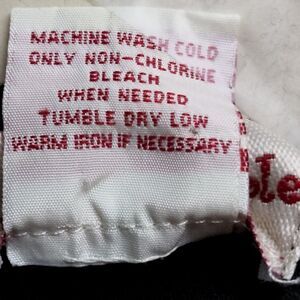 MACHINE WASH COLD
ONLY NON-CHLORINE
BLEACH
WHEN NEEDED
TUMBLE DRY LOW
WARM IRON IF NECESSARY